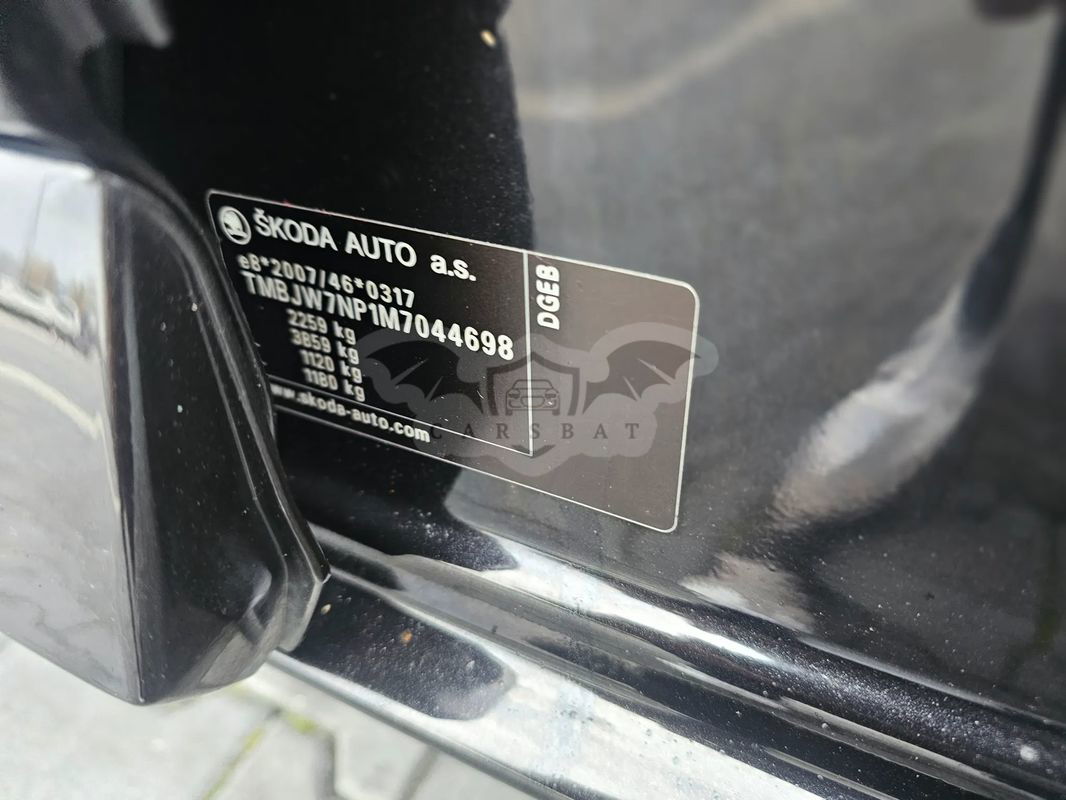 ŠKODA AUTO a.s.
e8*2007/46*0317
TMBJW7NP1M7044698
2259 kg
3859 kg
1120 kg
1180 kg
www.skoda-auto.com
DGEB
CARSBAT